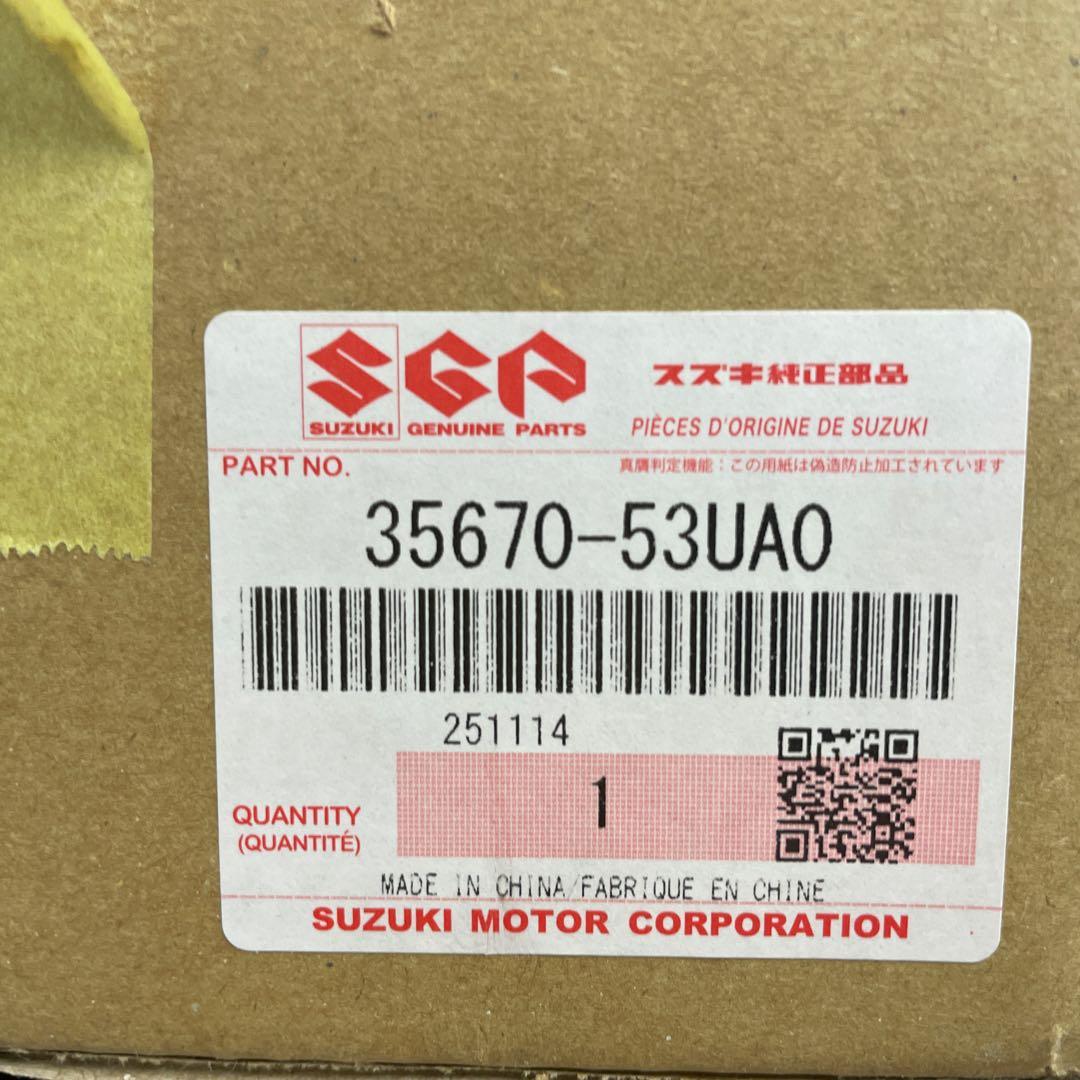 SGP
SUZUKI GENUINE PARTS
スズキ純正部品
PIÈCES D'ORIGINE DE SUZUKI
PART NO.
真贋判定機能：この用紙は偽造防止加工されています
35670-53UA0
251114
QUANTITY
(QUANTITÉ)
1
MADE IN CHINA/FABRIQUE EN CHINE
SUZUKI MOTOR CORPORATION